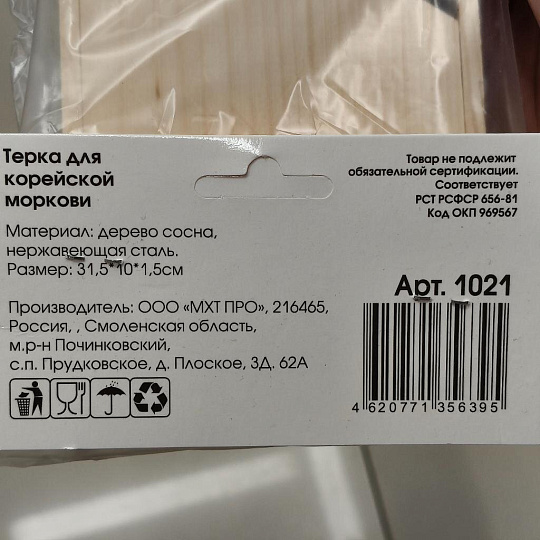 Терка для
корейской
моркови
Товар не подлежит
обязательной сертификации.
Соответствует
РСТ РСФСР 656-81
Код ОКП 969567
Материал: дерево сосна,
нержавеющая сталь.
Размер: 31,5*10*1,5см
Арт. 1021
Производитель: ООО «МХТ ПРО», 216465,
Россия, , Смоленская область,
м.р-н Починковский,
с.п. Прудковское, д. Плоское, ЗД. 62А
4 620771 356395